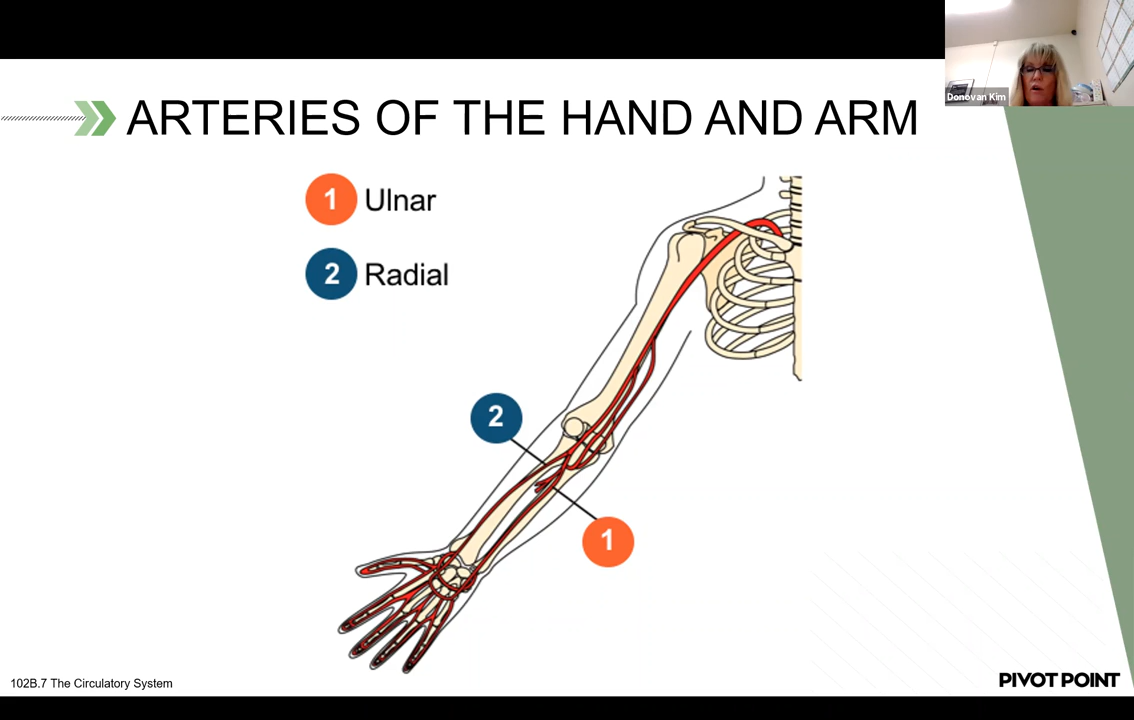 Donovan Kim
ARTERIES OF THE HAND AND ARM
1 Ulnar
2 Radial
2
1
102B.7 The Circulatory System
PIVOT POINT